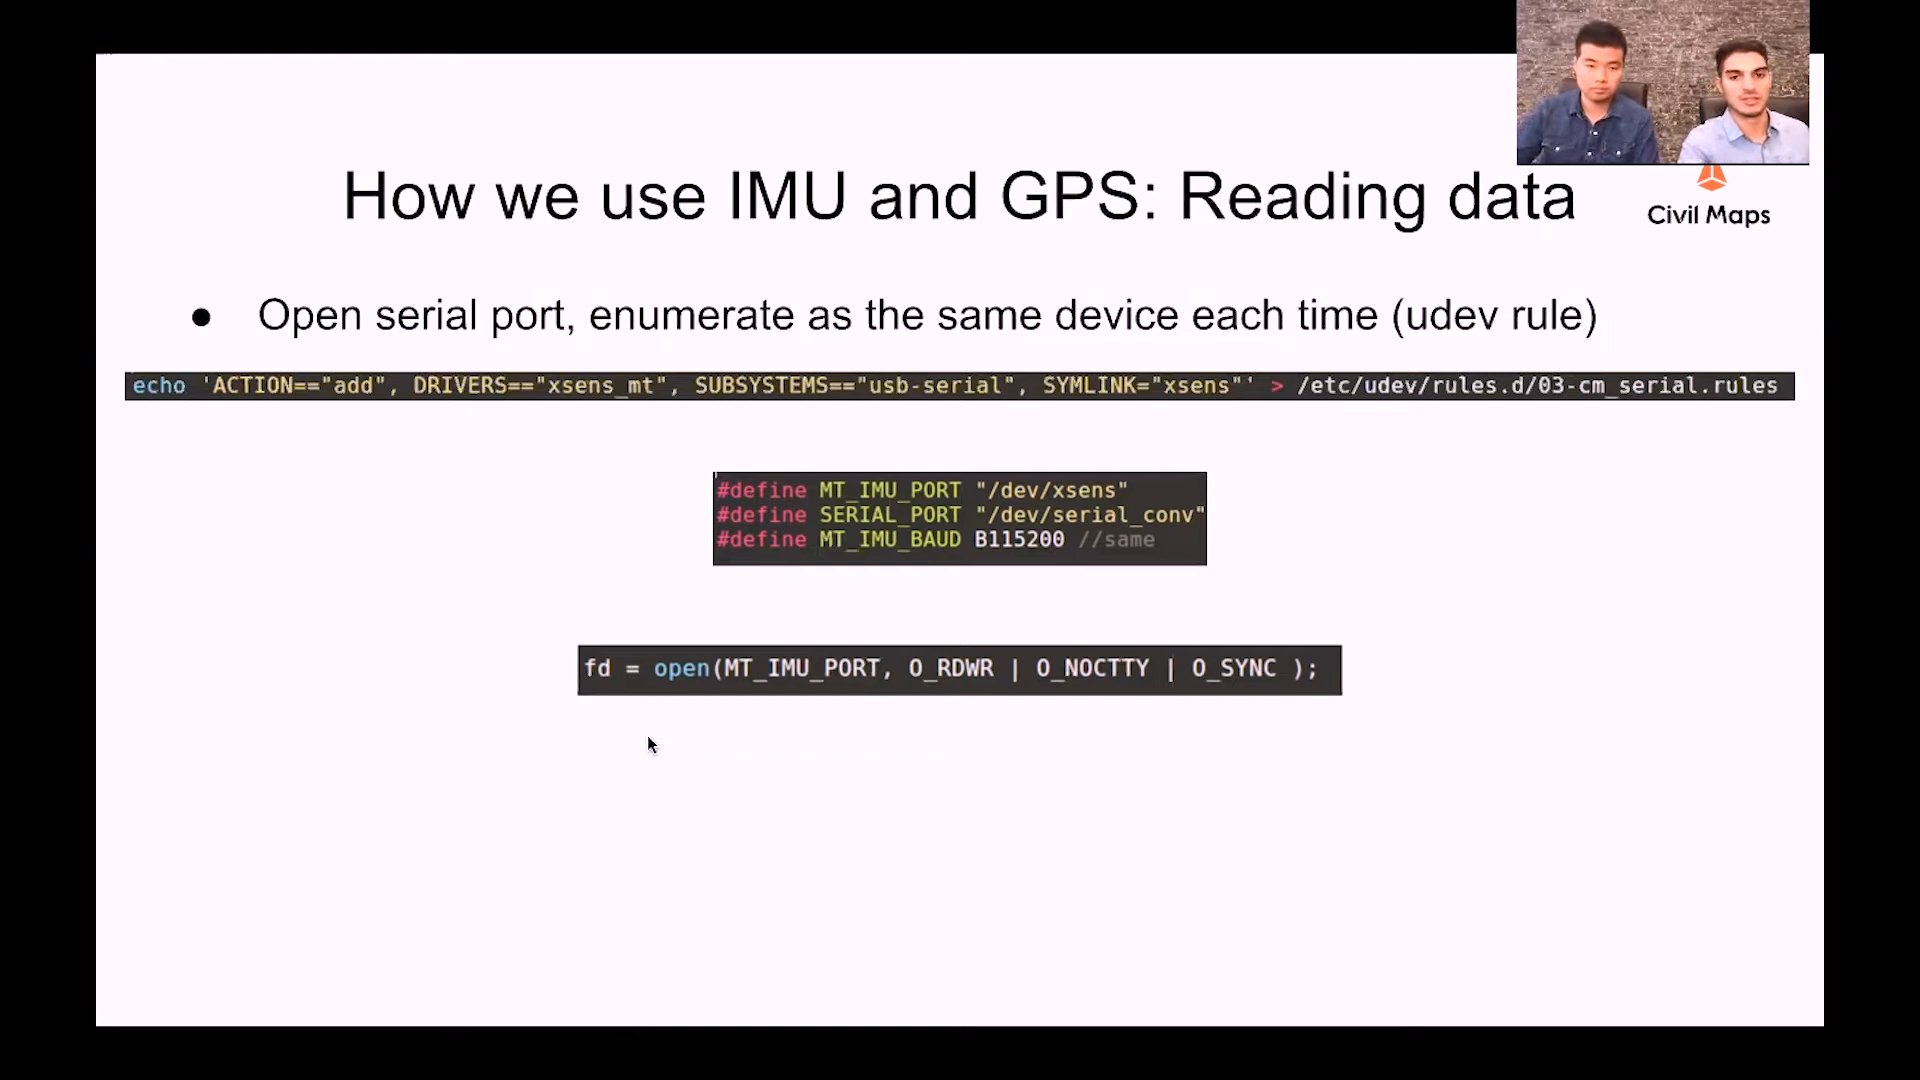 How we use IMU and GPS: Reading data
Civil Maps
● Open serial port, enumerate as the same device each time (udev rule)
echo 'ACTION=="add", DRIVERS=="xsens_mt", SUBSYSTEMS=="usb-serial", SYMLINK="xsens"' > /etc/udev/rules.d/03-cm_serial.rules
#define MT_IMU_PORT "/dev/xsens"
#define SERIAL_PORT "/dev/serial_conv"
#define MT_IMU_BAUD B115200 //same
fd = open(MT_IMU_PORT, O_RDWR | O_NOCTTY | O_SYNC );